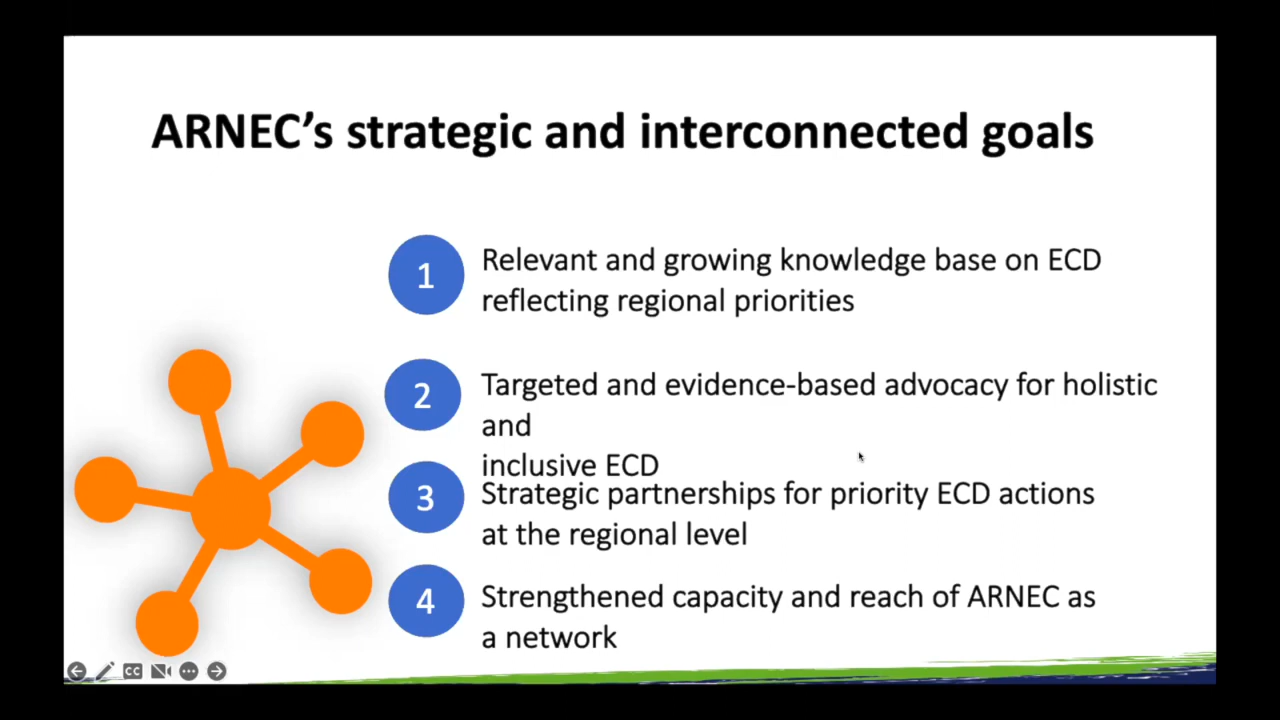 ARNEC’s strategic and interconnected goals
1
Relevant and growing knowledge base on ECD
reflecting regional priorities
2
Targeted and evidence-based advocacy for holistic
and
inclusive ECD
3
Strategic partnerships for priority ECD actions
at the regional level
4
Strengthened capacity and reach of ARNEC as
a network
CC